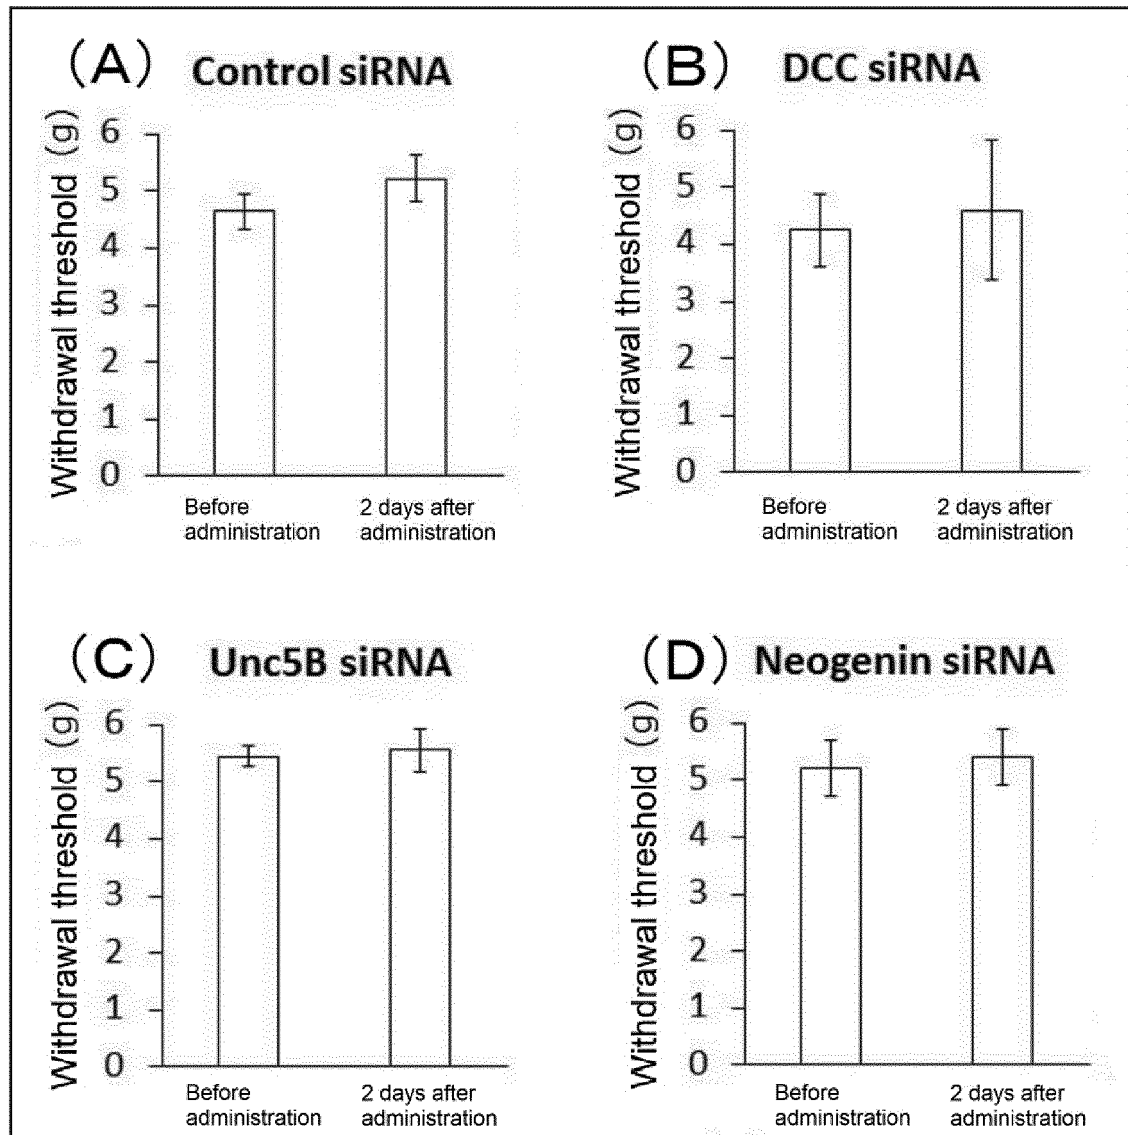 (A) Control siRNA
Withdrawal threshold (g)
6
5
4
3
2
1
0
Before
administration
2 days after
administration
(B) DCC siRNA
Withdrawal threshold (g)
6
5
4
3
2
1
0
Before
administration
2 days after
administration
(C) Unc5B siRNA
Withdrawal threshold (g)
6
5
4
3
2
1
0
Before
administration
2 days after
administration
(D) Neogenin siRNA
Withdrawal threshold (g)
6
5
4
3
2
1
0
Before
administration
2 days after
administration